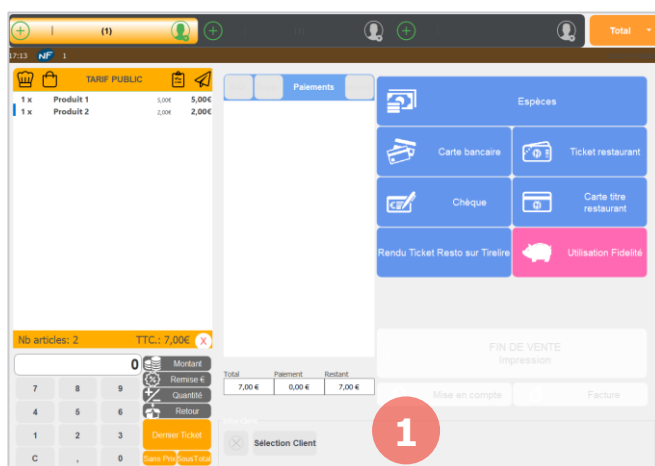 (1)
(1)
Total
17:13 NF 1
TARIF PUBLIC
1 x Produit 1 5,00€ 5,00€
1 x Produit 2 2,00€ 2,00€
Nb articles: 2 TTC.: 7,00€ X
0
Montant
Remise €
Quantité
Retour
7 8 9
4 5 6
1 2 3
C , 0
Dernier Ticket
Sans Prix
SousTotal
Paiements
Total Paiement Restant
7,00 € 0,00 € 7,00 €
Sélection Client
1
Espèces
Carte bancaire
Ticket restaurant
Chèque
Carte titre
restaurant
Rendu Ticket Resto sur Tirelire
Utilisation Fidélité
FIN DE VENTE
Impression
Mise en compte
Facture